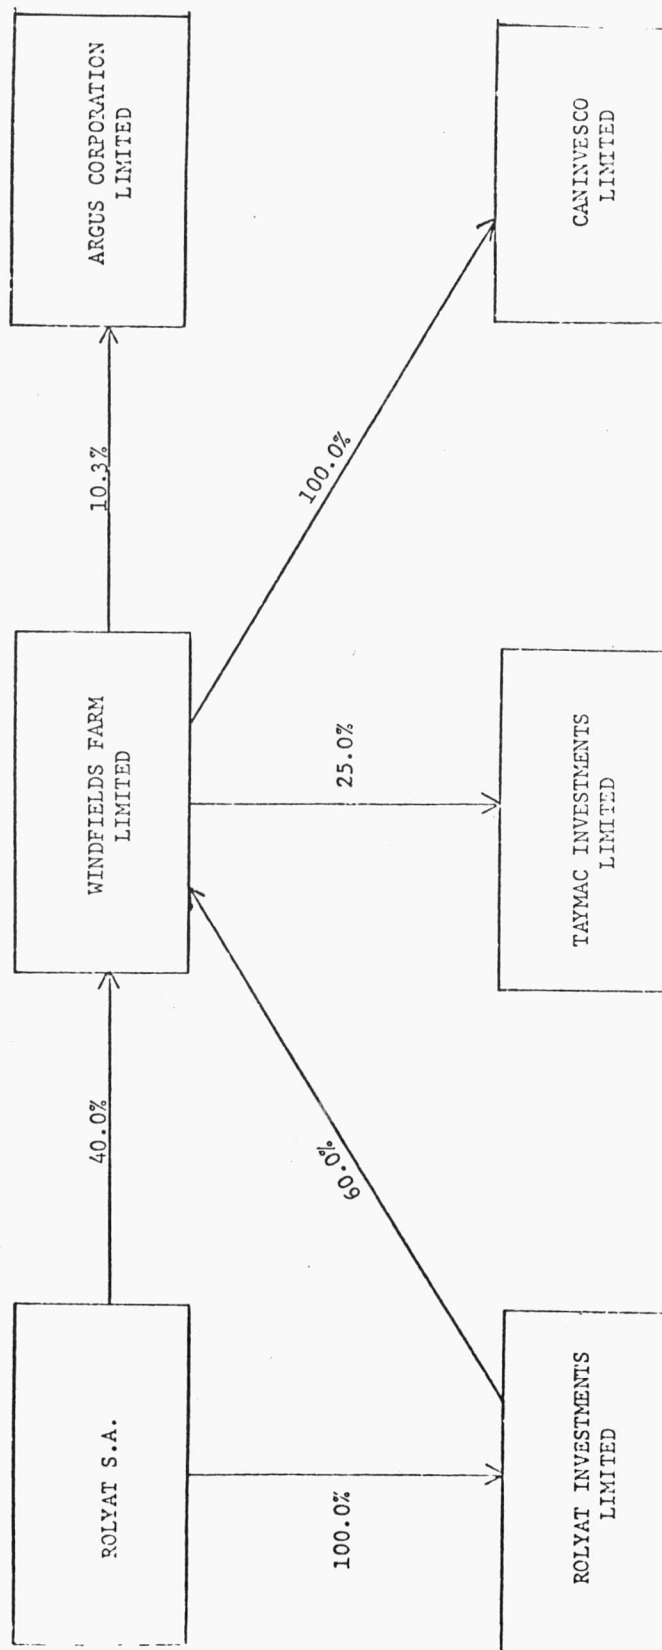 ROLYAT S.A.
40.0%
WINDFIELDS FARM
LIMITED
10.3%
ARGUS CORPORATION
LIMITED
100.0%
60.0%
25.0%
100.0%
ROLYAT INVESTMENTS
LIMITED
TAYMAC INVESTMENTS
LIMITED
CANINVESCO
LIMITED